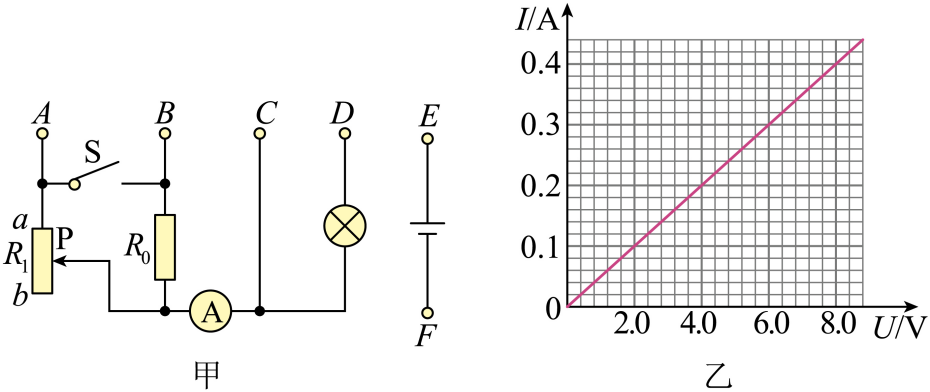 A B C D E
S
a
R₁ P R₀
b
A
F
甲
I/A
0.4
0.3
0.2
0.1
0
2.0 4.0 6.0 8.0 U/V
乙